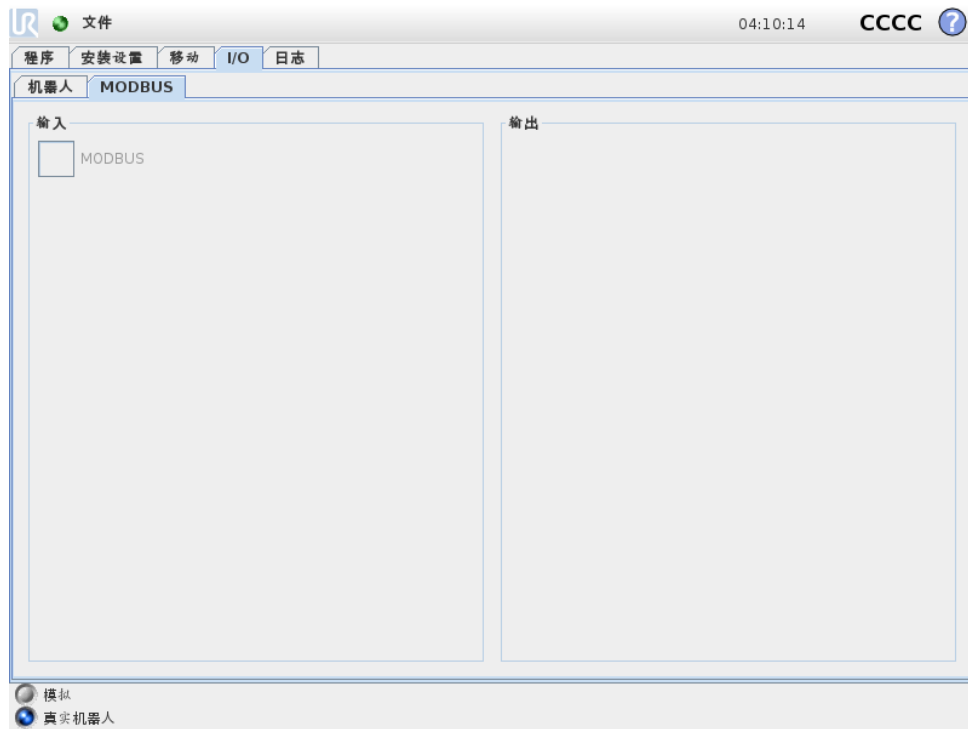 UR 文件 04:10:14 CCCC ?
程序 安装设置 移动 I/O 日志
机器人 MODBUS
输入 输出
MODBUS
模拟
真实机器人